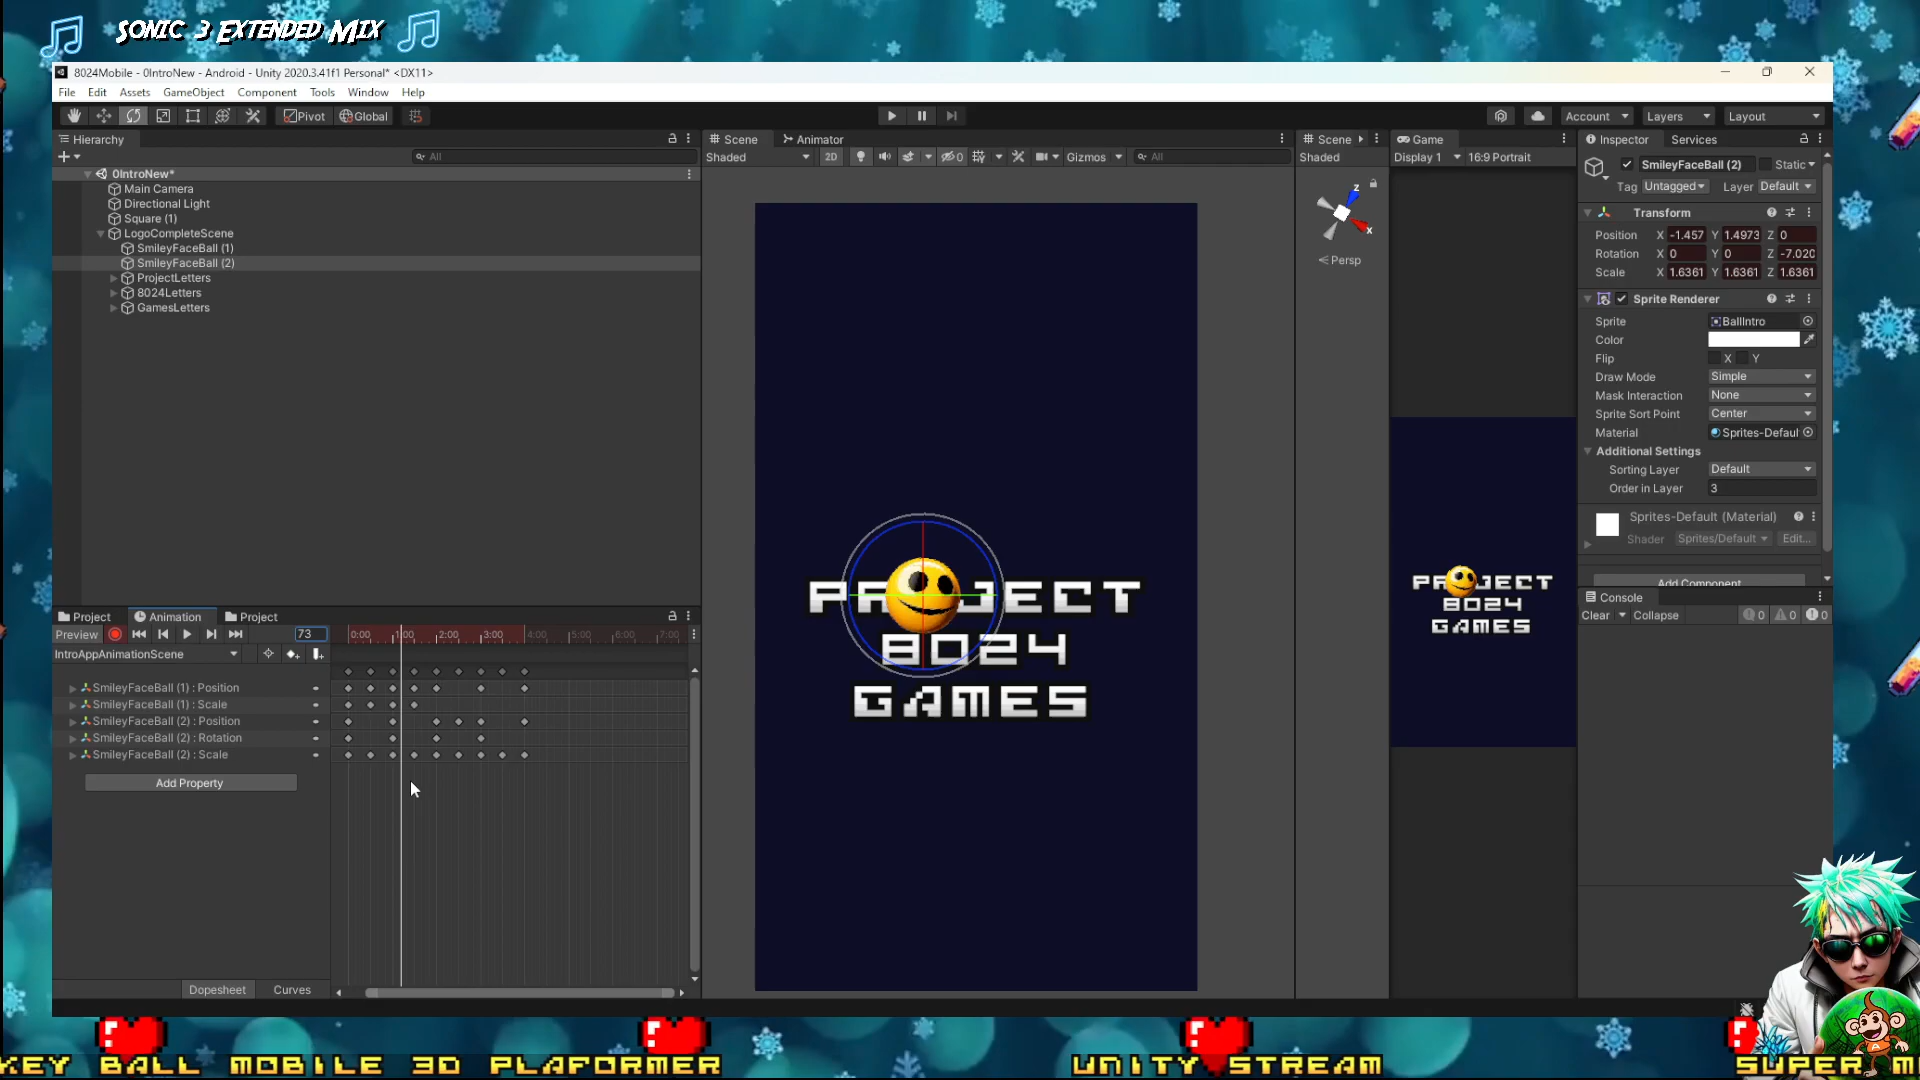 Sonic 3 Extended Mix
8024Mobile - 0IntroNew - Android - Unity 2020.3.41f1 Personal* <DX11>
File Edit Assets GameObject Component Tools Window Help
Pivot Global
Account Layers Layout
Hierarchy
All
0IntroNew*
Main Camera
Directional Light
Square (1)
LogoCompleteScene
SmileyFaceBall (1)
SmileyFaceBall (2)
ProjectLetters
8024Letters
GamesLetters
Scene Animator
Shaded 2D 0 Gizmos All
PROJECT
8024
GAMES
Scene
Shaded
z
x
Persp
Game
Display 1 16:9 Portrait
PROJECT
8024
GAMES
Inspector Services
SmileyFaceBall (2) Static
Tag Untagged Layer Default
Transform
Position X -1.457 Y 1.4973 Z 0
Rotation X 0 Y 0 Z -7.020
Scale X 1.6361 Y 1.6361 Z 1.6361
Sprite Renderer
Sprite BallIntro
Color
Flip X Y
Draw Mode Simple
Mask Interaction None
Sprite Sort Point Center
Material Sprites-Defaul
Additional Settings
Sorting Layer Default
Order in Layer 3
Sprites-Default (Material)
Shader Sprites/Default Edit...
Add Component
Console
Clear Collapse 0 0 0
Project Animation Project
Preview 73 0:00 1:00 2:00 3:00 4:00 5:00 6:00 7:00
IntroAppAnimationScene
SmileyFaceBall (1) : Position
SmileyFaceBall (1) : Scale
SmileyFaceBall (2) : Position
SmileyFaceBall (2) : Rotation
SmileyFaceBall (2) : Scale
Add Property
Dopesheet Curves
KEY BALL MOBILE 3D PLAFORMER UNITY STREAM SUPER M